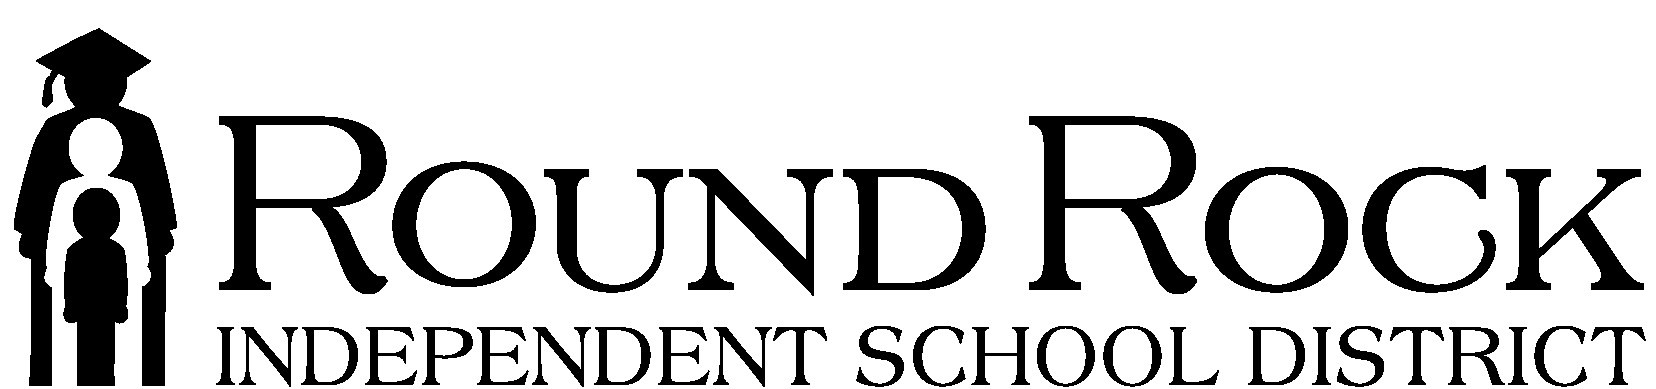 ROUND ROCK
INDEPENDENT SCHOOL DISTRICT